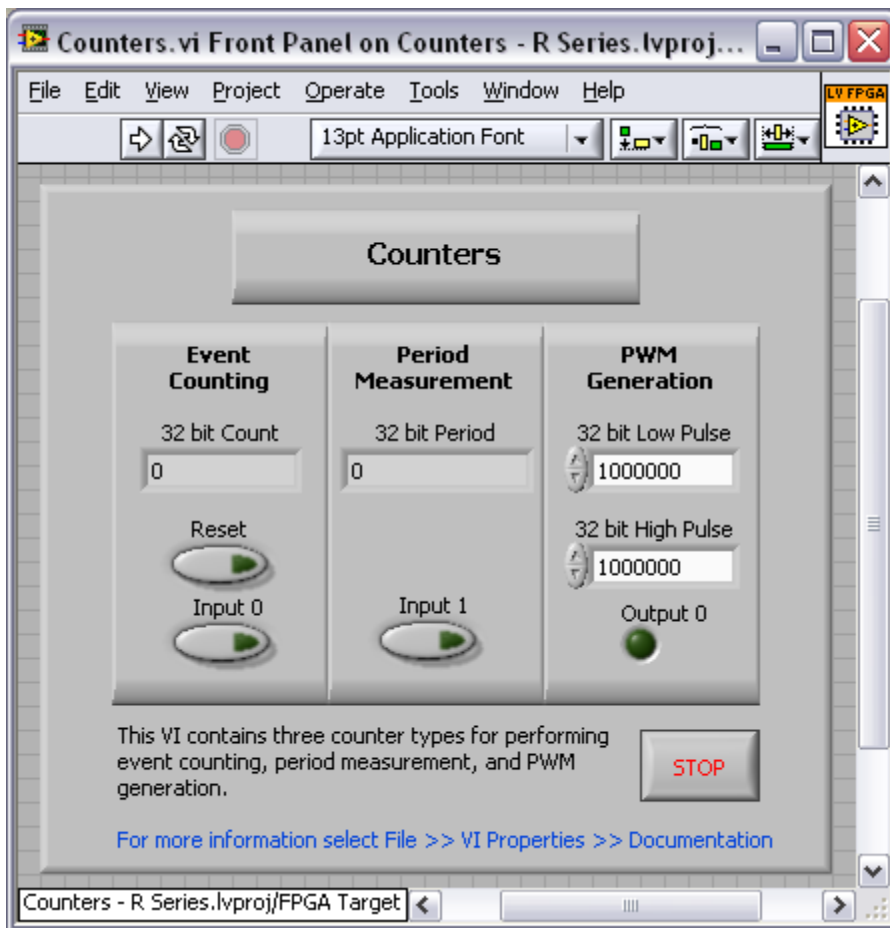 Counters.vi Front Panel on Counters - R Series.lvproj...
File Edit View Project Operate Tools Window Help
LV FPGA
13pt Application Font
Counters
Event
Counting
32 bit Count
0
Reset
Input 0
Period
Measurement
32 bit Period
0
Input 1
PWM
Generation
32 bit Low Pulse
1000000
32 bit High Pulse
1000000
Output 0
This VI contains three counter types for performing
event counting, period measurement, and PWM
generation.
STOP
For more information select File >> VI Properties >> Documentation
Counters - R Series.lvproj/FPGA Target